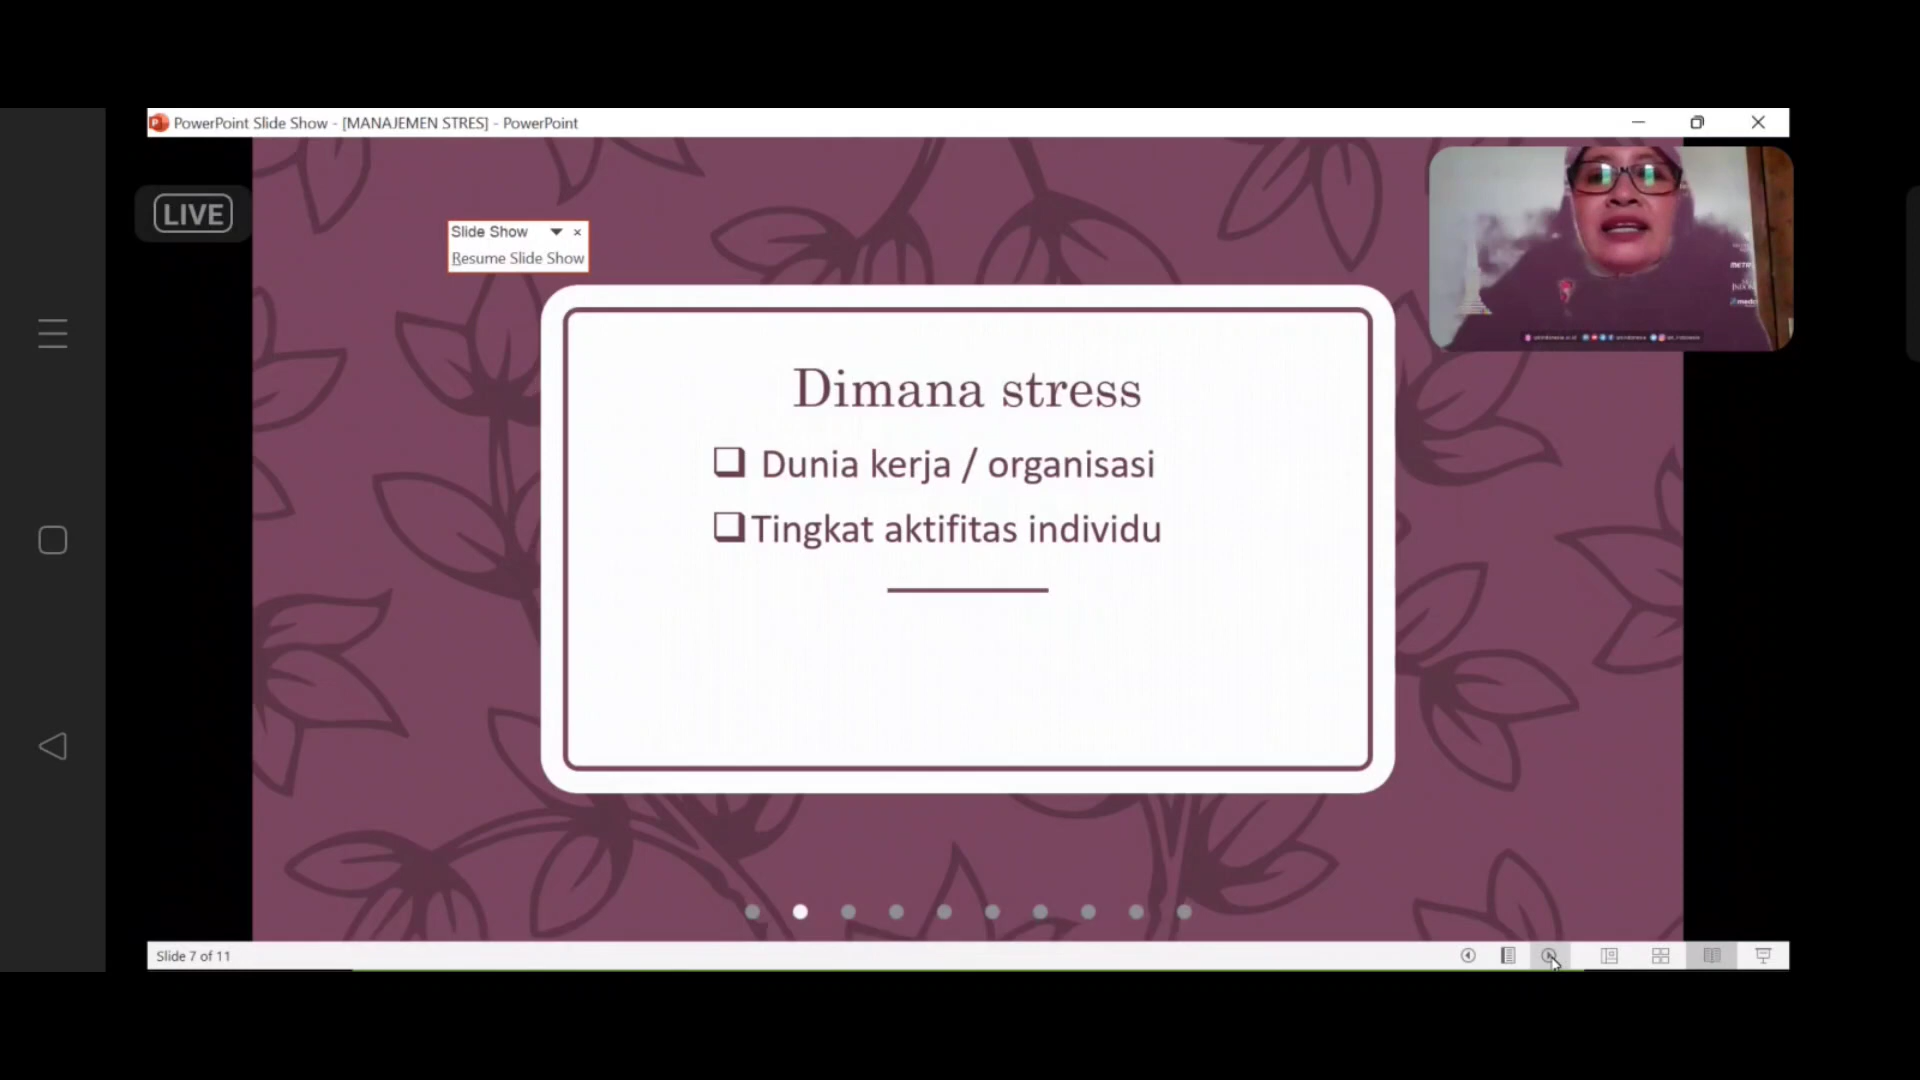 PowerPoint Slide Show - [MANAJEMEN STRES] - PowerPoint
LIVE
Slide Show
Resume Slide Show
Dimana stress
Dunia kerja / organisasi
Tingkat aktifitas individu
Slide 7 of 11